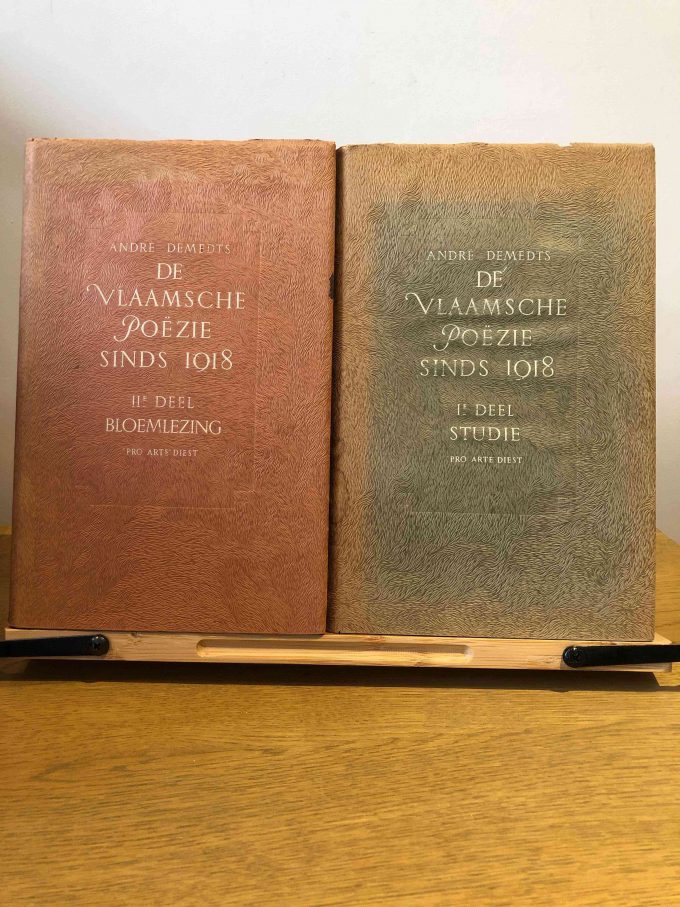 ANDRE DEMEDTS
DE
VLAAMSCHE
POËZIE
SINDS 1918
IIE DEEL
BLOEMLEZING
PRO ARTE DIEST
ANDRE DEMEDTS
DE
VLAAMSCHE
POËZIE
SINDS 1918
IE DEEL
STUDIE
PRO ARTE DIEST